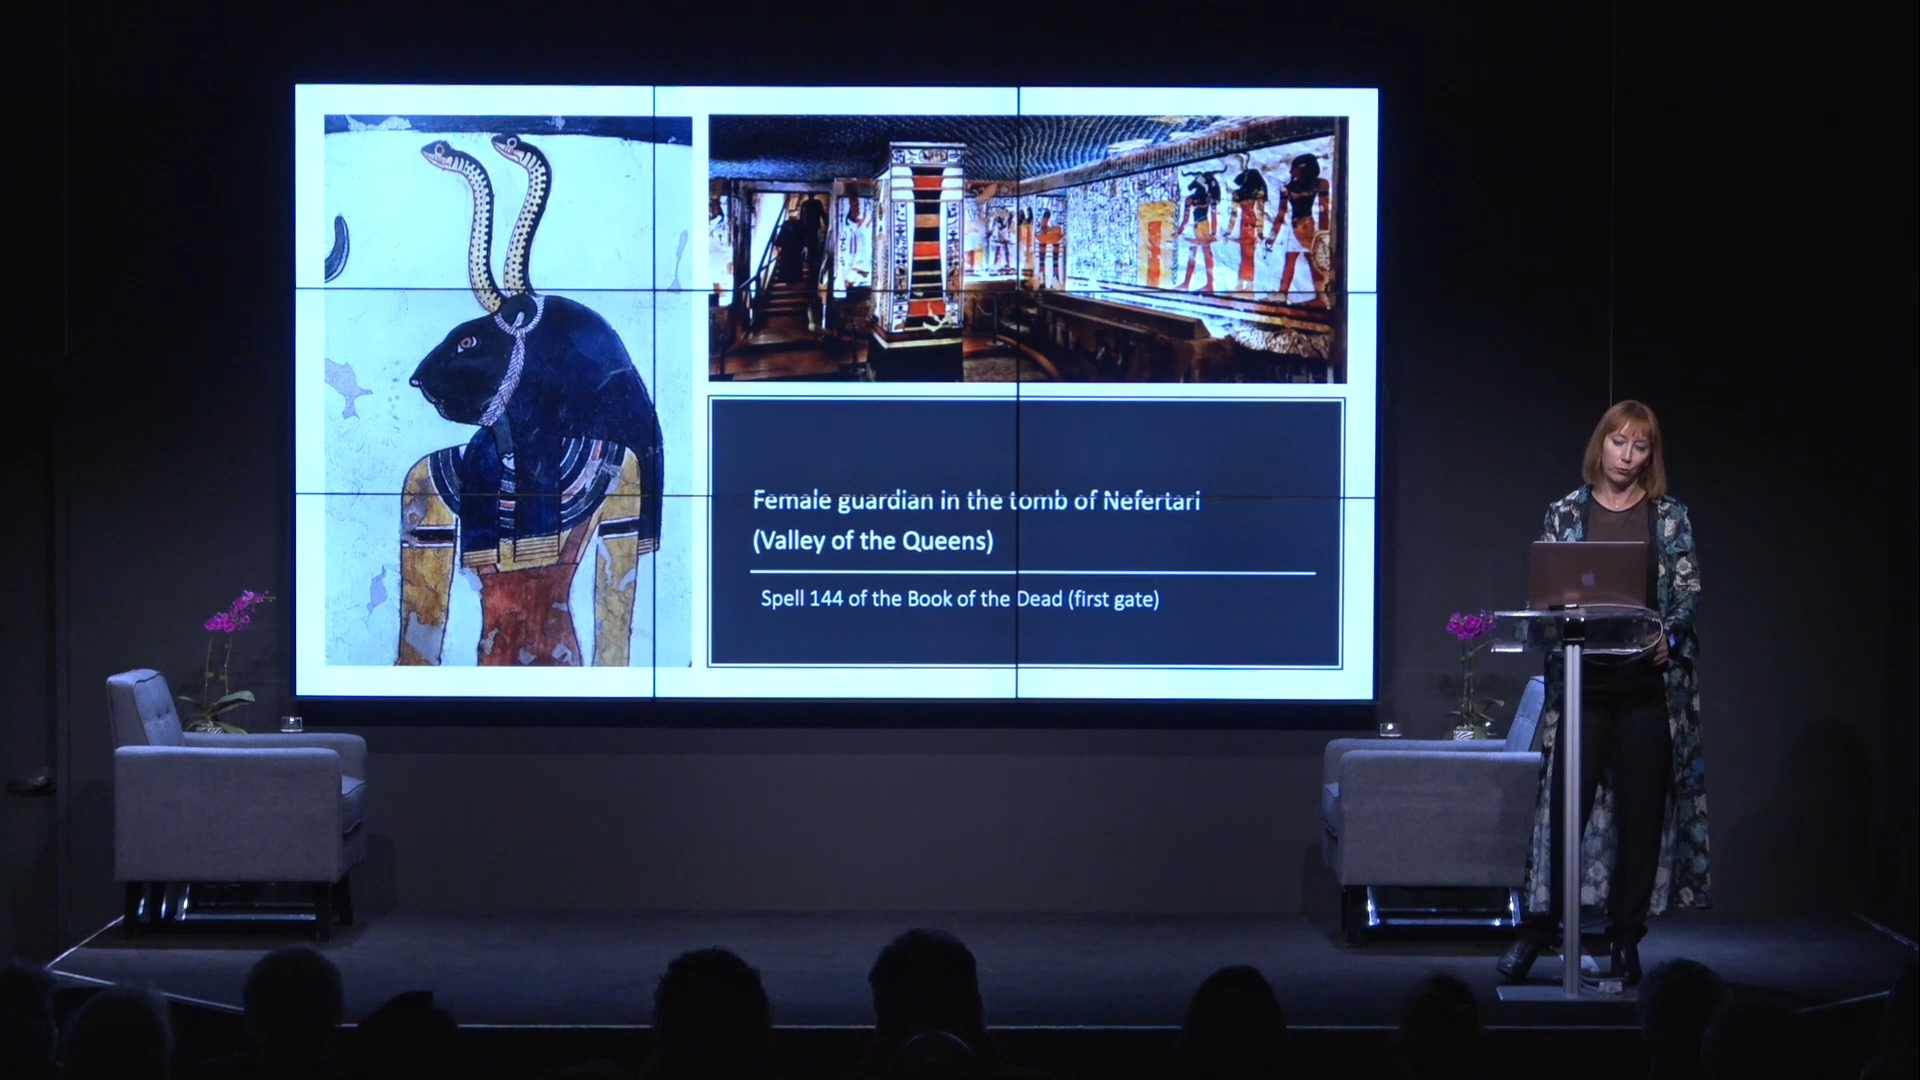 Female guardian in the tomb of Nefertari
(Valley of the Queens)
Spell 144 of the Book of the Dead (first gate)